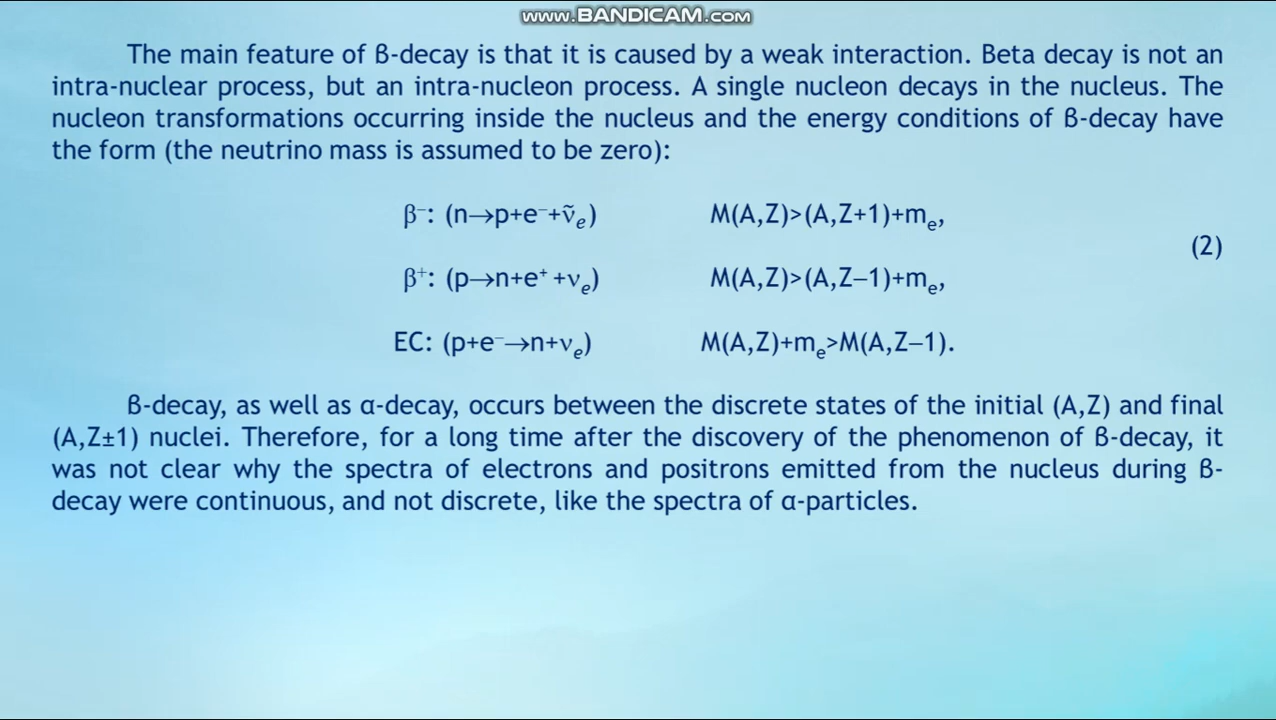 www.BANDICAM.com
The main feature of ß-decay is that it is caused by a weak interaction. Beta decay is not an
intra-nuclear process, but an intra-nucleon process. A single nucleon decays in the nucleus. The
nucleon transformations occurring inside the nucleus and the energy conditions of ß-decay have
the form (the neutrino mass is assumed to be zero):
β⁻: (n→p+e⁻+ν̃ₑ) M(A,Z)>(A,Z+1)+mₑ,
(2)
β⁺: (p→n+e⁺ +νₑ) M(A,Z)>(A,Z−1)+mₑ,
EC: (p+e⁻→n+νₑ) M(A,Z)+mₑ>M(A,Z−1).
ß-decay, as well as α-decay, occurs between the discrete states of the initial (A,Z) and final
(A,Z±1) nuclei. Therefore, for a long time after the discovery of the phenomenon of ß-decay, it
was not clear why the spectra of electrons and positrons emitted from the nucleus during ß-
decay were continuous, and not discrete, like the spectra of α-particles.